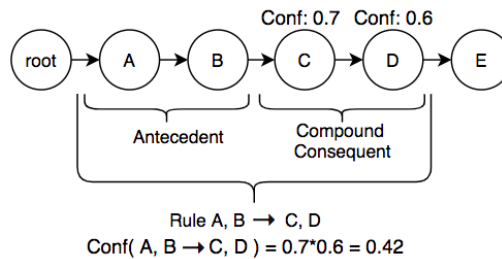 Conf: 0.7 Conf: 0.6
root A B C D E
Antecedent
Compound
Consequent
Rule A, B → C, D
Conf( A, B → C, D ) = 0.7*0.6 = 0.42